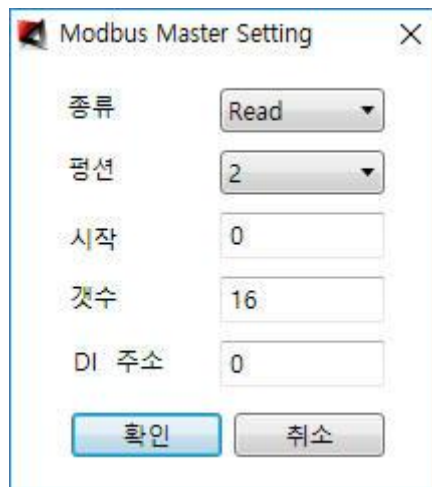 Modbus Master Setting
종류 Read
펑션 2
시작 0
갯수 16
DI 주소 0
확인 취소